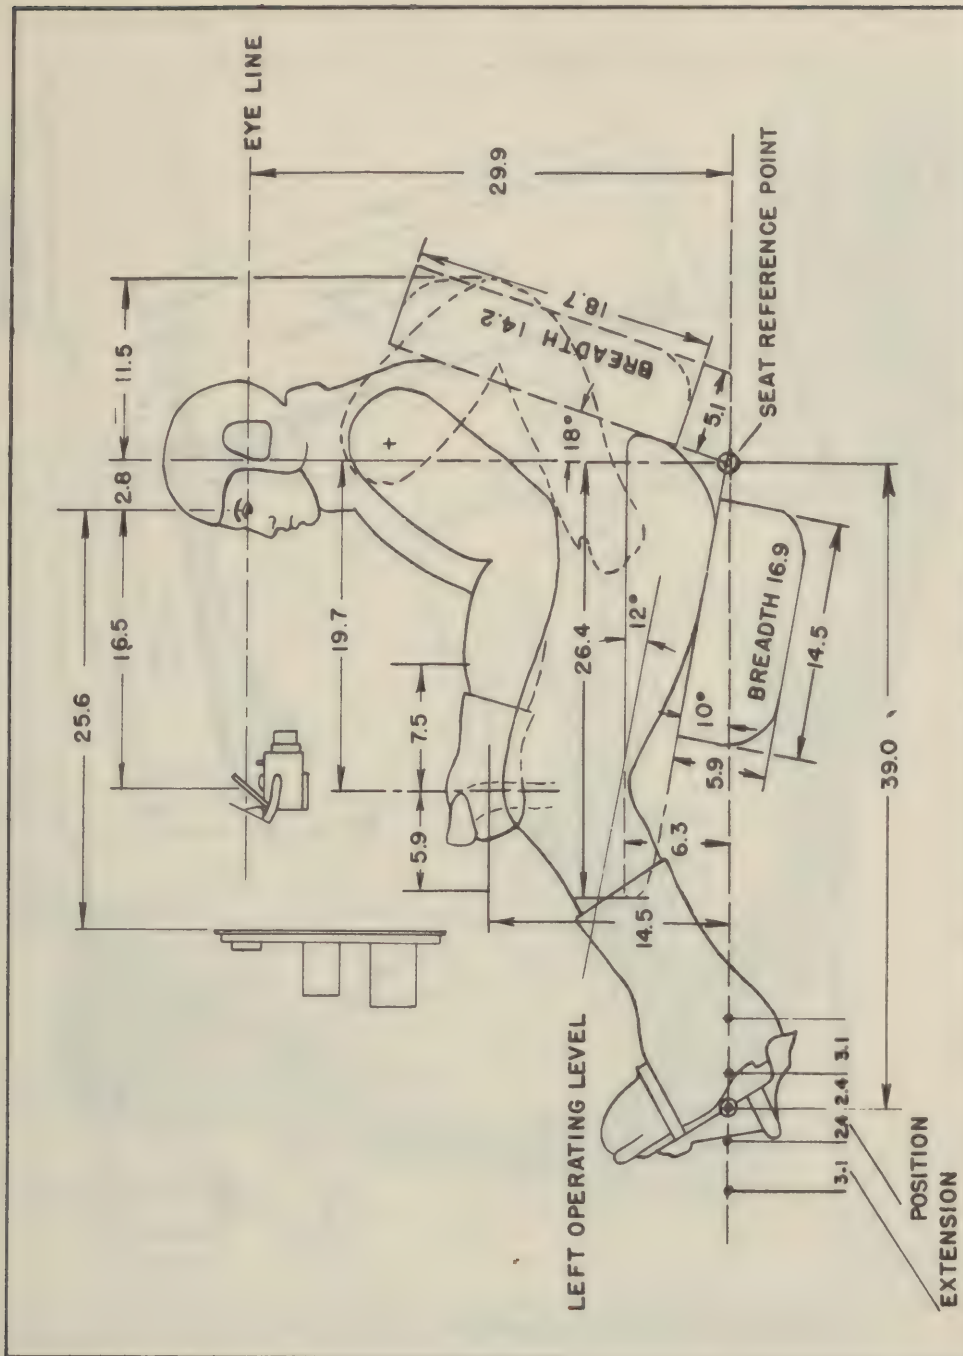 EYE LINE
11.5
2.8
16.5
25.6
19.7
29.9
7.5
5.9
18.7
BREADTH 14.2
18°
5.1
SEAT REFERENCE POINT
26.4
12°
10°
BREADTH 16.9
14.5
5.9
6.3
14.5
39.0
LEFT OPERATING LEVEL
3.1 2.4 2.4 3.1
POSITION
EXTENSION